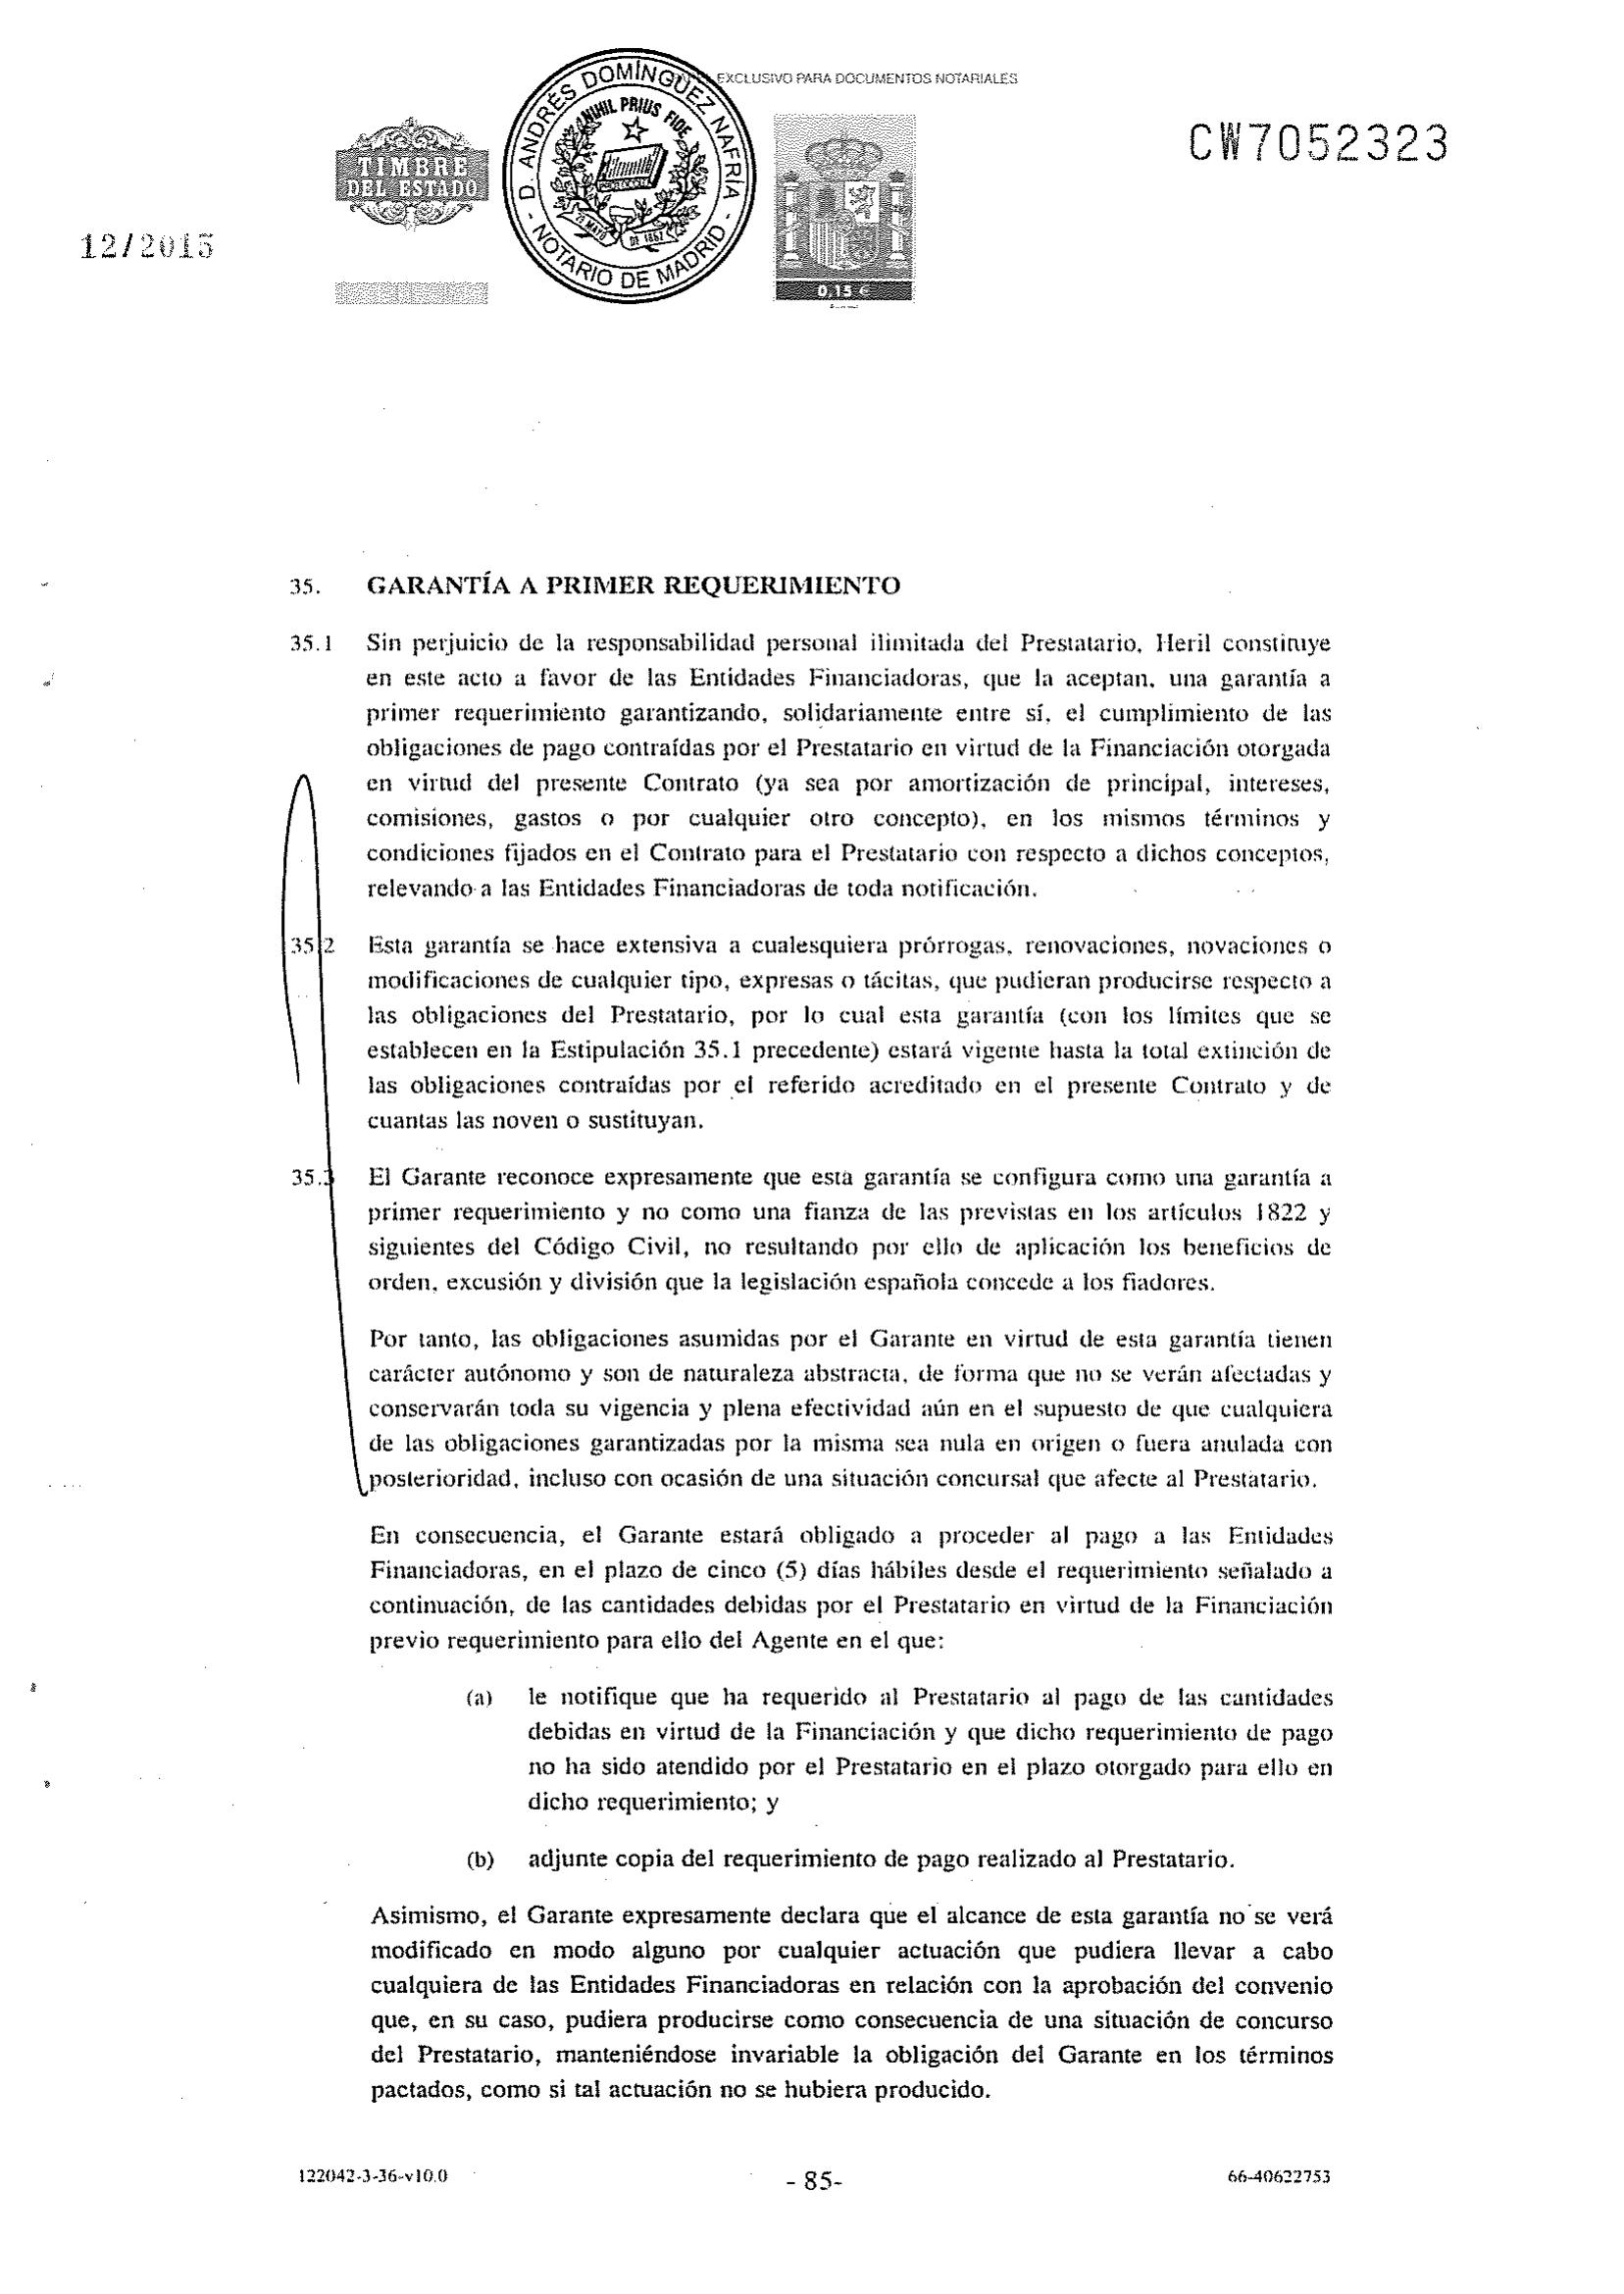 EXCLUSIVO PARA DOCUMENTOS NOTARIALES
TIMBRE
DEL ESTADO
D. ANDRÉS DOMÍNGUEZ NAFRÍA
- NOTARIO DE MADRID -
NIHIL PRIUS FIDE
DE 1862
0,15 €
CW7052323
12/2015
35. GARANTÍA A PRIMER REQUERIMIENTO
35.1 Sin perjuicio de la responsabilidad personal ilimitada del Prestatario, Heril constituye
en este acto a favor de las Entidades Financiadoras, que la aceptan, una garantía a
primer requerimiento garantizando, solidariamente entre sí, el cumplimiento de las
obligaciones de pago contraídas por el Prestatario en virtud de la Financiación otorgada
en virtud del presente Contrato (ya sea por amortización de principal, intereses,
comisiones, gastos o por cualquier otro concepto), en los mismos términos y
condiciones fijados en el Contrato para el Prestatario con respecto a dichos conceptos,
relevando a las Entidades Financiadoras de toda notificación.
35.2 Esta garantía se hace extensiva a cualesquiera prórrogas, renovaciones, novaciones o
modificaciones de cualquier tipo, expresas o tácitas, que pudieran producirse respecto a
las obligaciones del Prestatario, por lo cual esta garantía (con los límites que se
establecen en la Estipulación 35.1 precedente) estará vigente hasta la total extinción de
las obligaciones contraídas por el referido acreditado en el presente Contrato y de
cuantas las noven o sustituyan.
35.3 El Garante reconoce expresamente que esta garantía se configura como una garantía a
primer requerimiento y no como una fianza de las previstas en los artículos 1822 y
siguientes del Código Civil, no resultando por ello de aplicación los beneficios de
orden, excusión y división que la legislación española concede a los fiadores.
Por tanto, las obligaciones asumidas por el Garante en virtud de esta garantía tienen
carácter autónomo y son de naturaleza abstracta, de forma que no se verán afectadas y
conservarán toda su vigencia y plena efectividad aún en el supuesto de que cualquiera
de las obligaciones garantizadas por la misma sea nula en origen o fuera anulada con
posterioridad, incluso con ocasión de una situación concursal que afecte al Prestatario.
En consecuencia, el Garante estará obligado a proceder al pago a las Entidades
Financiadoras, en el plazo de cinco (5) días hábiles desde el requerimiento señalado a
continuación, de las cantidades debidas por el Prestatario en virtud de la Financiación
previo requerimiento para ello del Agente en el que:
(a) le notifique que ha requerido al Prestatario al pago de las cantidades
debidas en virtud de la Financiación y que dicho requerimiento de pago
no ha sido atendido por el Prestatario en el plazo otorgado para ello en
dicho requerimiento; y
(b) adjunte copia del requerimiento de pago realizado al Prestatario.
Asimismo, el Garante expresamente declara que el alcance de esta garantía no se verá
modificado en modo alguno por cualquier actuación que pudiera llevar a cabo
cualquiera de las Entidades Financiadoras en relación con la aprobación del convenio
que, en su caso, pudiera producirse como consecuencia de una situación de concurso
del Prestatario, manteniéndose invariable la obligación del Garante en los términos
pactados, como si tal actuación no se hubiera producido.
122042-3-36-v10.0 - 85- 66-40622753